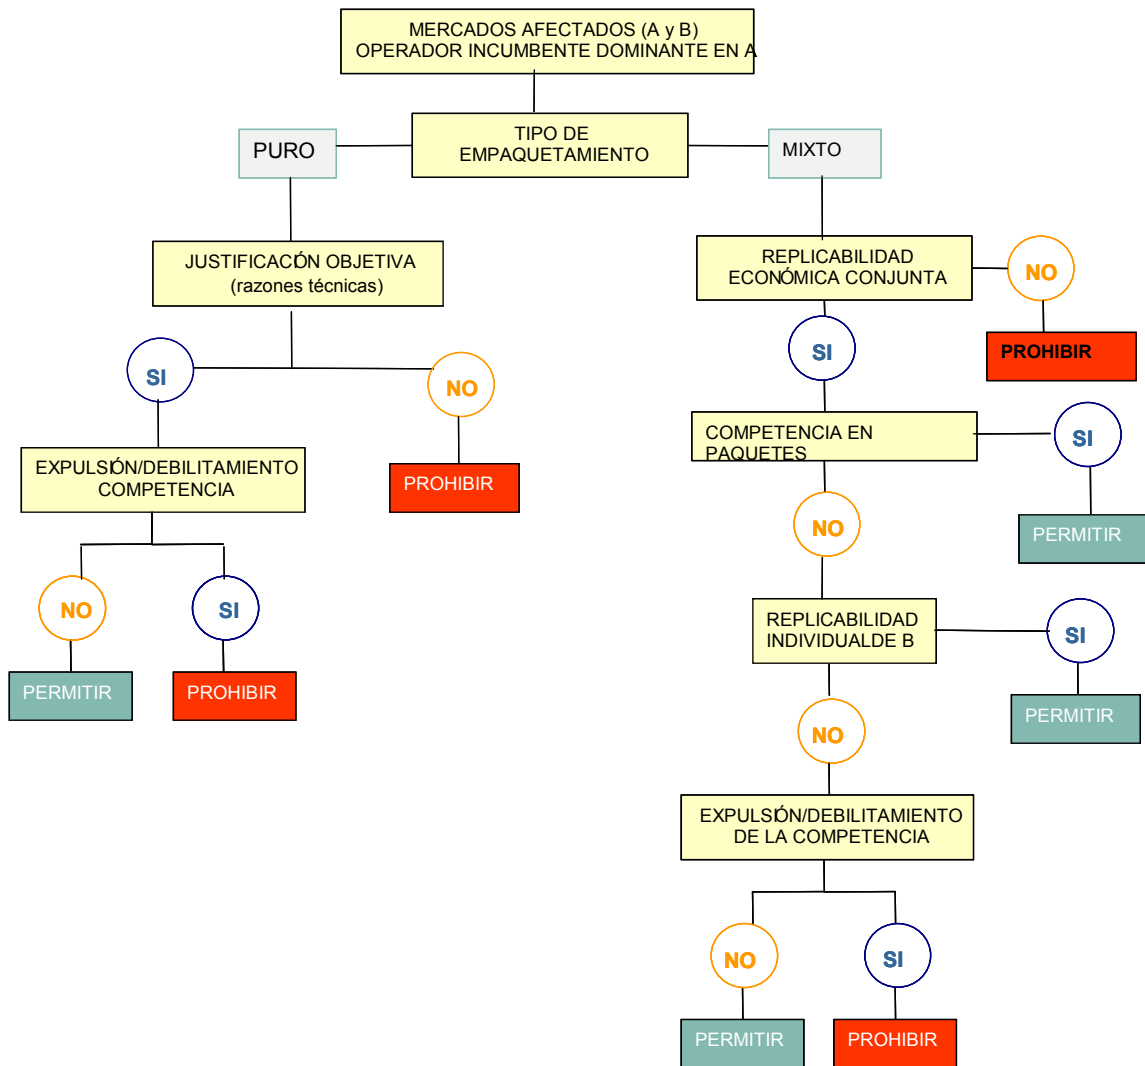 MERCADOS AFECTADOS (A y B)
OPERADOR INCUMBENTE DOMINANTE EN A
TIPO DE
EMPAQUETAMIENTO
PURO
MIXTO
JUSTIFICACIÓN OBJETIVA
(razones técnicas)
REPLICABILIDAD
ECONÓMICA CONJUNTA
NO
PROHIBIR
SI
SI
NO
COMPETENCIA EN
PAQUETES
SI
EXPULSIÓN/DEBILITAMIENTO
COMPETENCIA
PROHIBIR
NO
PERMITIR
NO
SI
REPLICABILIDAD
INDIVIDUALDE B
SI
PERMITIR
PROHIBIR
PERMITIR
NO
EXPULSIÓN/DEBILITAMIENTO
DE LA COMPETENCIA
NO
SI
PERMITIR
PROHIBIR